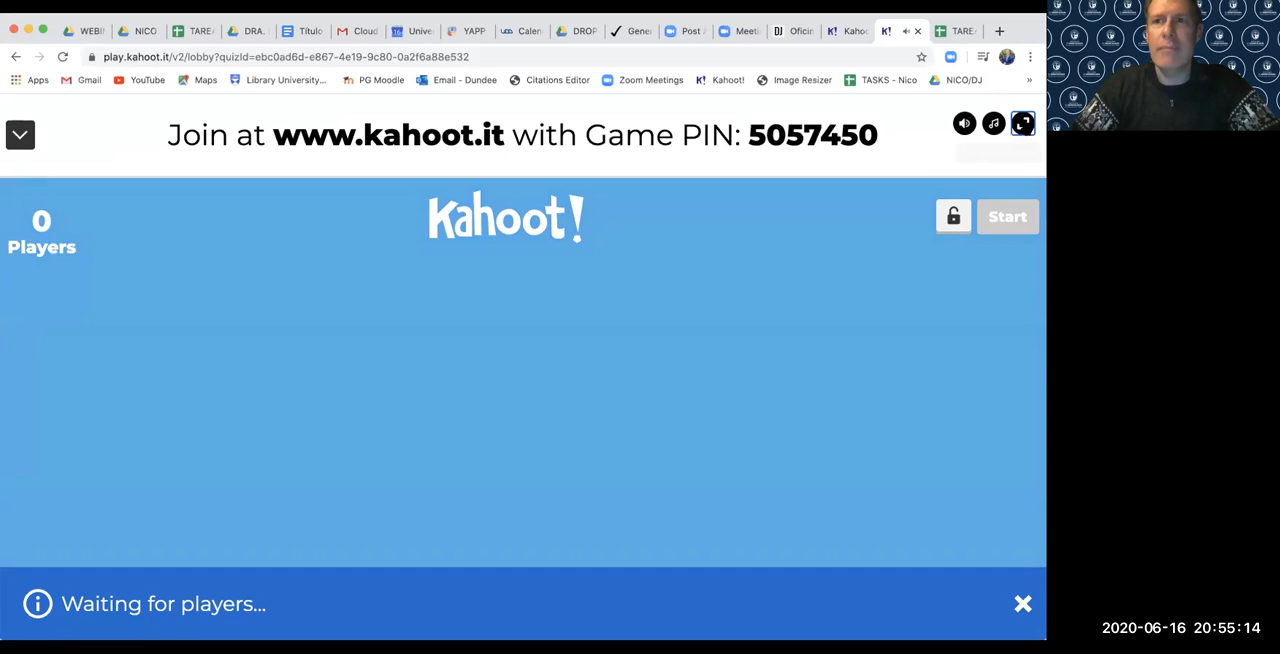 WEBI
NICO
TARE
DRA.
Título
Cloud
Unive
YAPP
Calen
DROP
Gene
Post
Meeti
DJ Oficin
K! Kahoo
K!
TARE
play.kahoot.it/v2/lobby?quizId=ebc0ad6d-e867-4e19-9c80-0a2f6a88e532
Apps
Gmail
YouTube
Maps
Library University...
PG Moodle
Email - Dundee
Citations Editor
Zoom Meetings
K! Kahoot!
Image Resizer
TASKS - Nico
NICO/DJ
»
Join at www.kahoot.it with Game PIN: 5057450
0
Players
Kahoot!
Start
Waiting for players...
2020-06-16 20:55:14